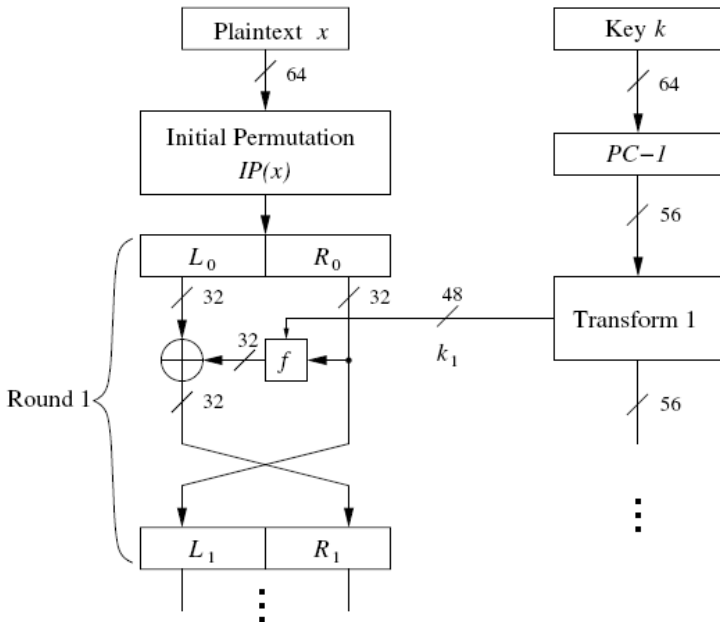 Plaintext x
Key k
64
64
Initial Permutation
IP(x)
PC−1
56
L0
R0
32
32
48
Transform 1
32
f
k1
Round 1
32
56
L1
R1